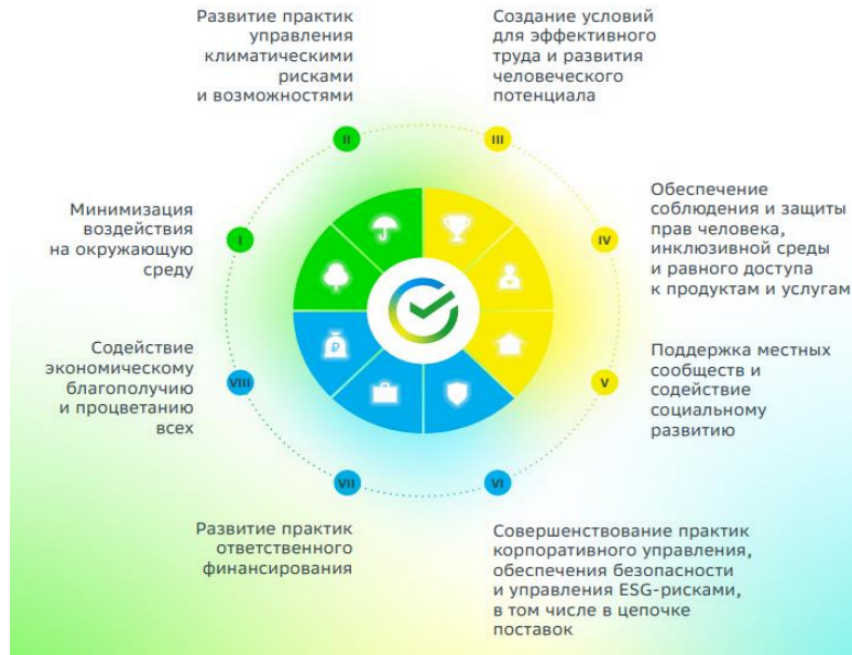 Развитие практик
управления
климатическими
рисками
и возможностями
II
Создание условий
для эффективного
труда и развития
человеческого
потенциала
III
Минимизация
воздействия
на окружающую
среду
I
Обеспечение
соблюдения и защиты
прав человека,
инклюзивной среды
и равного доступа
к продуктам и услугам
IV
Содействие
экономическому
благополучию
и процветанию
всех
VIII
₽
Поддержка местных
сообществ и
содействие
социальному
развитию
V
VII
Развитие практик
ответственного
финансирования
VI
Совершенствование практик
корпоративного управления,
обеспечения безопасности
и управления ESG-рисками,
в том числе в цепочке
поставок